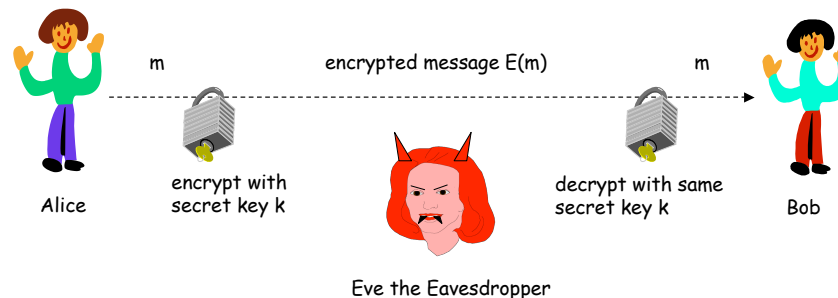 m
encrypted message E(m)
m
encrypt with
secret key k
decrypt with same
secret key k
Alice
Bob
Eve the Eavesdropper